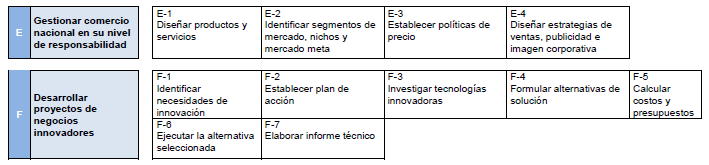 E
Gestionar comercio
nacional en su nivel
de responsabilidad
E-1
Diseñar productos y
servicios
E-2
Identificar segmentos de
mercado, nichos y
mercado meta
E-3
Establecer políticas de
precio
E-4
Diseñar estrategias de
ventas, publicidad e
imagen corporativa
F
Desarrollar
proyectos de
negocios
innovadores
F-1
Identificar
necesidades de
innovación
F-2
Establecer plan de
acción
F-3
Investigar tecnologías
innovadoras
F-4
Formular alternativas de
solución
F-5
Calcular
costos y
presupuestos
F-6
Ejecutar la alternativa
seleccionada
F-7
Elaborar informe técnico